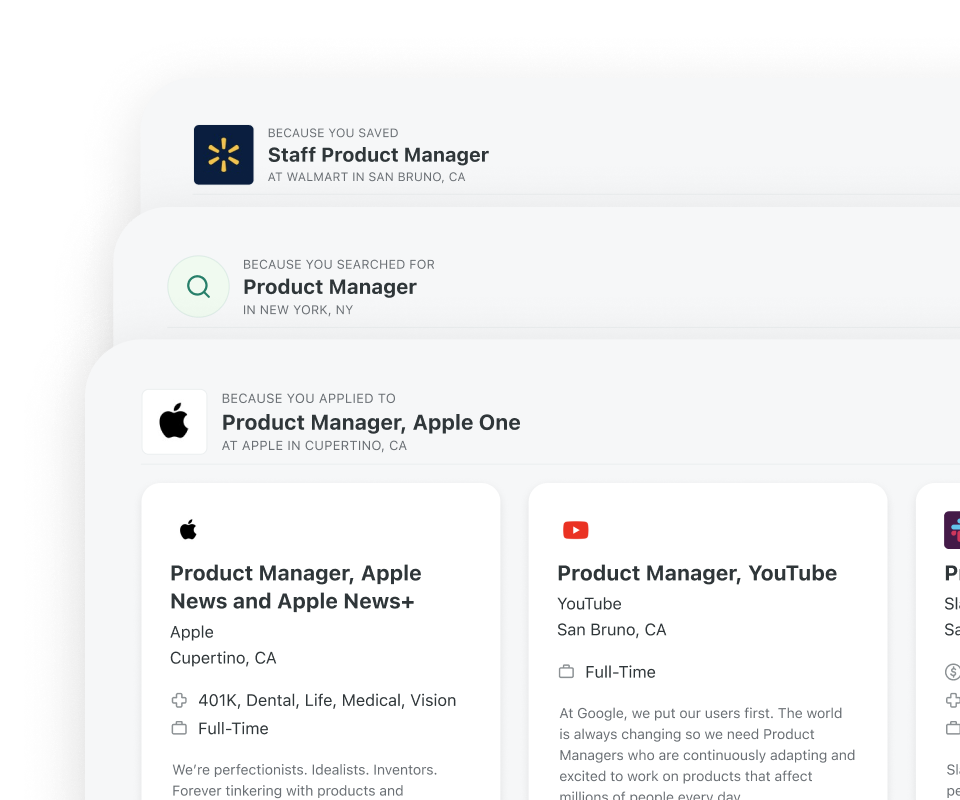 BECAUSE YOU SAVED
Staff Product Manager
AT WALMART IN SAN BRUNO, CA
BECAUSE YOU SEARCHED FOR
Product Manager
IN NEW YORK, NY
BECAUSE YOU APPLIED TO
Product Manager, Apple One
AT APPLE IN CUPERTINO, CA
Product Manager, Apple
News and Apple News+
Apple
Cupertino, CA
401K, Dental, Life, Medical, Vision
Full-Time
We're perfectionists. Idealists. Inventors.
Forever tinkering with products and
Product Manager, YouTube
YouTube
San Bruno, CA
Full-Time
At Google, we put our users first. The world
is always changing so we need Product
Managers who are continuously adapting and
excited to work on products that affect
millions of people every day.